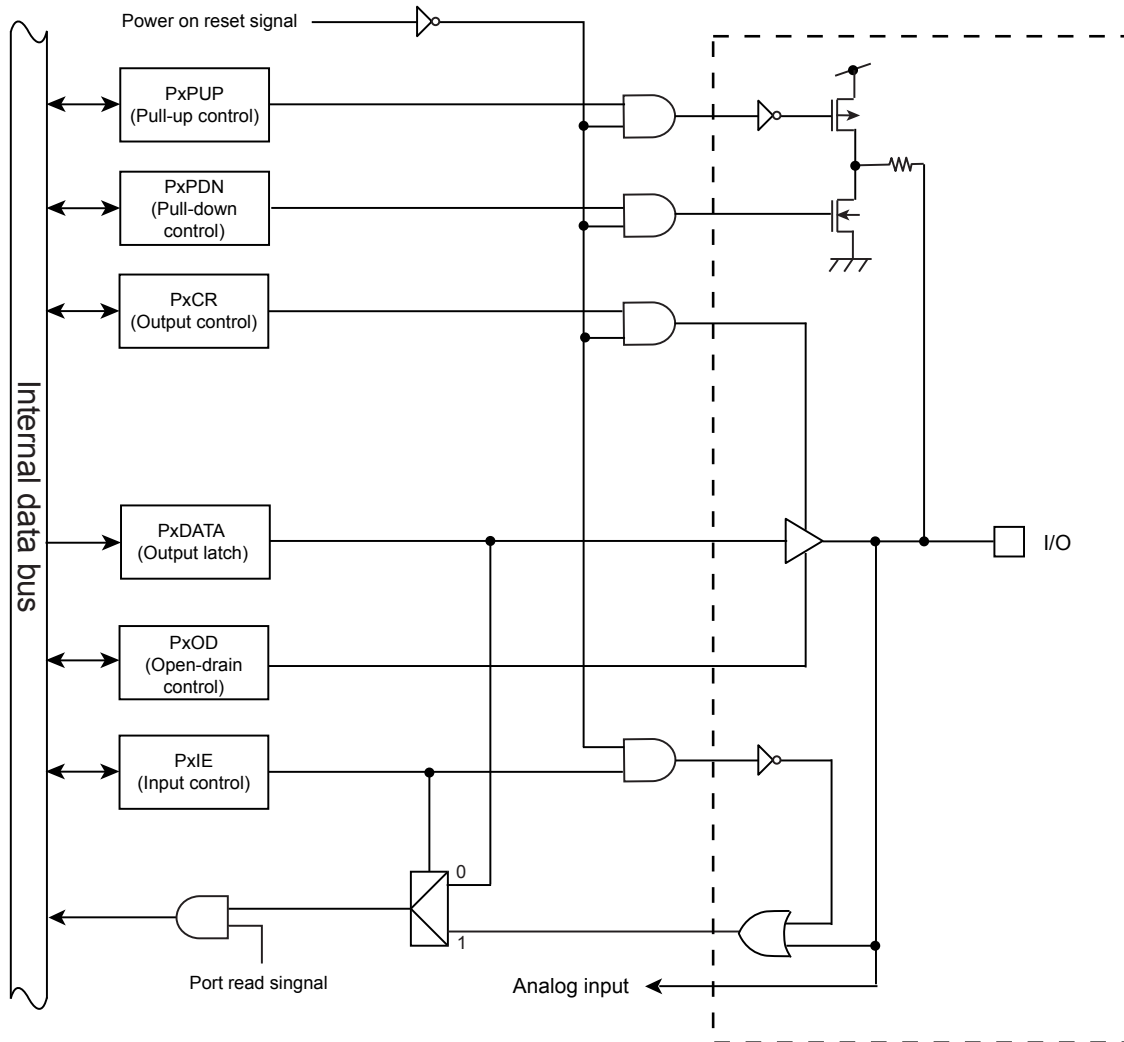 Power on reset signal
PxPUP
(Pull-up control)
PxPDN
(Pull-down
control)
PxCR
(Output control)
Internal data bus
PxDATA
(Output latch)
I/O
PxOD
(Open-drain
control)
PxIE
(Input control)
0
1
Port read singnal
Analog input